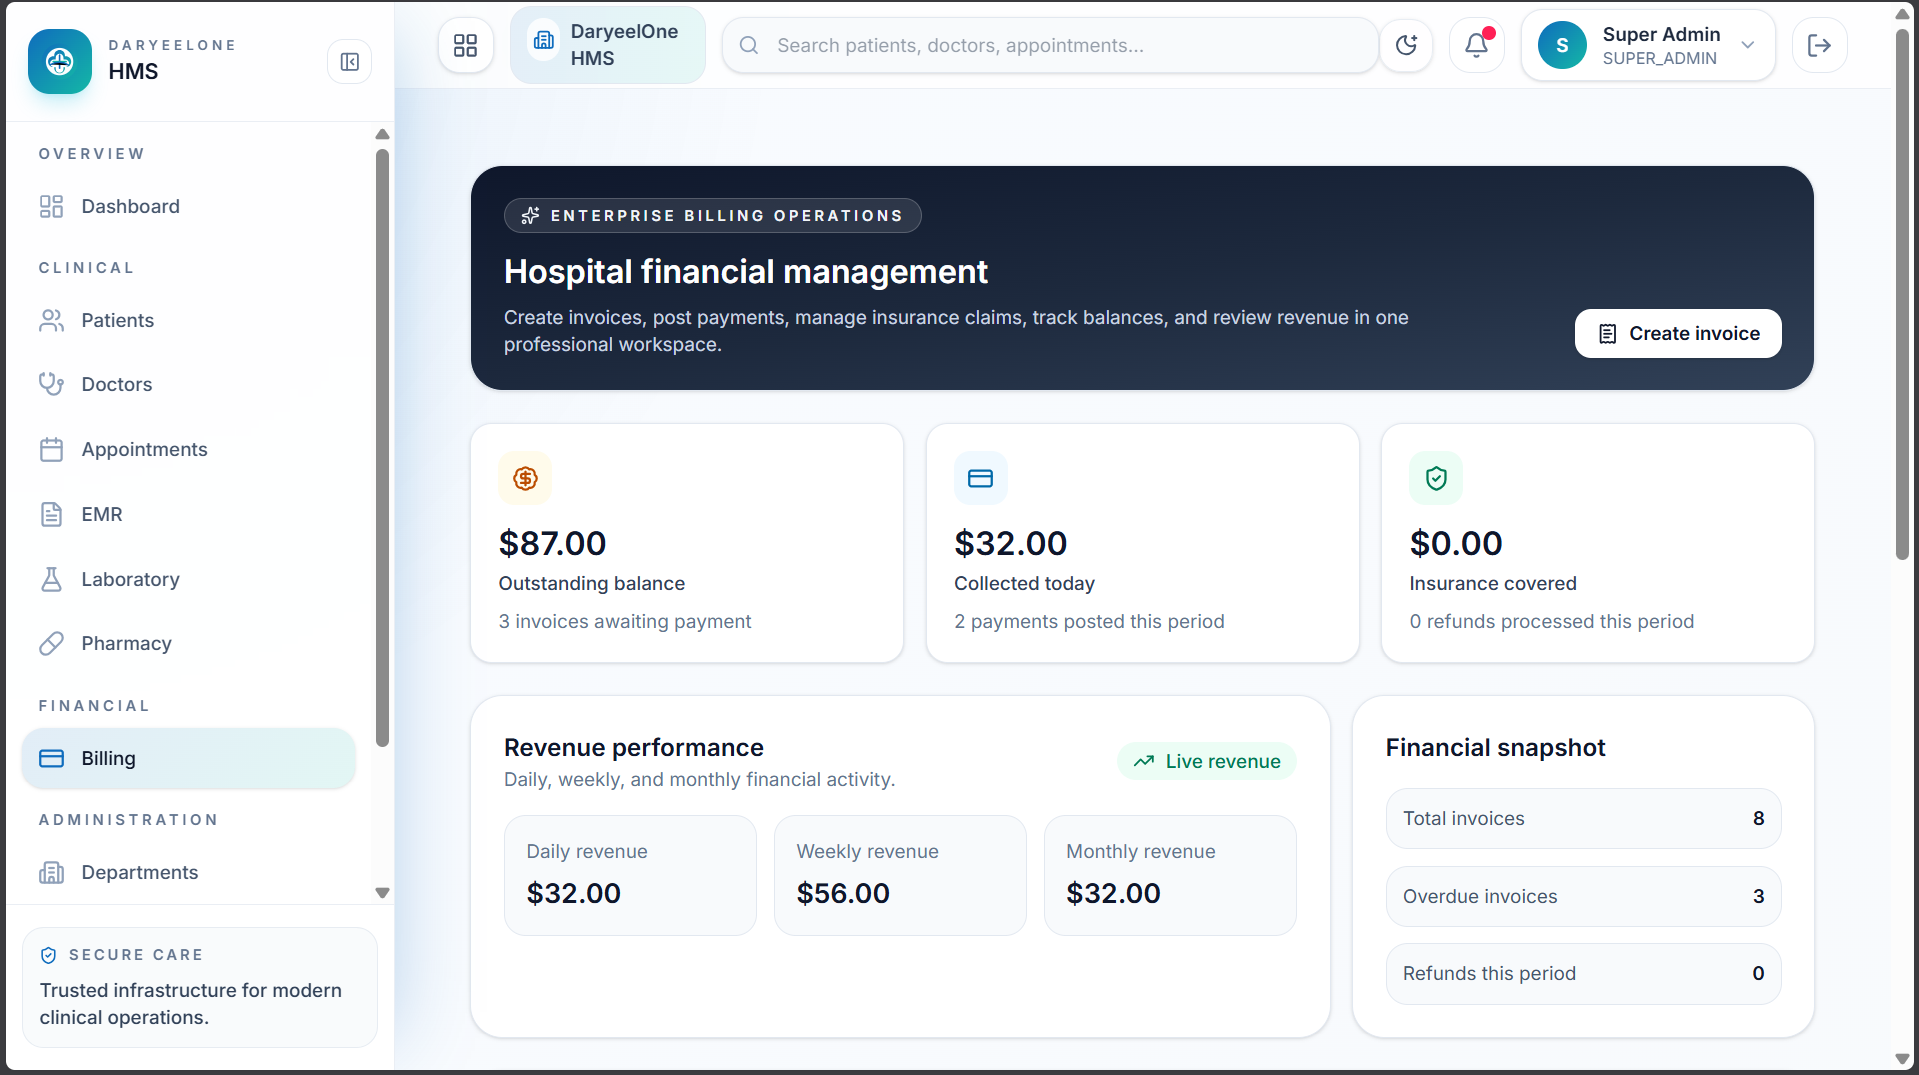 DARYEELONE
HMS
OVERVIEW
Dashboard
CLINICAL
Patients
Doctors
Appointments
EMR
Laboratory
Pharmacy
FINANCIAL
Billing
ADMINISTRATION
Departments
SECURE CARE
Trusted infrastructure for modern
clinical operations.
DaryeelOne
HMS
Search patients, doctors, appointments...
S
Super Admin
SUPER_ADMIN
ENTERPRISE BILLING OPERATIONS
Hospital financial management
Create invoices, post payments, manage insurance claims, track balances, and review revenue in one
professional workspace.
Create invoice
$87.00
Outstanding balance
3 invoices awaiting payment
$32.00
Collected today
2 payments posted this period
$0.00
Insurance covered
0 refunds processed this period
Revenue performance
Daily, weekly, and monthly financial activity.
Live revenue
Daily revenue
$32.00
Weekly revenue
$56.00
Monthly revenue
$32.00
Financial snapshot
Total invoices 8
Overdue invoices 3
Refunds this period 0